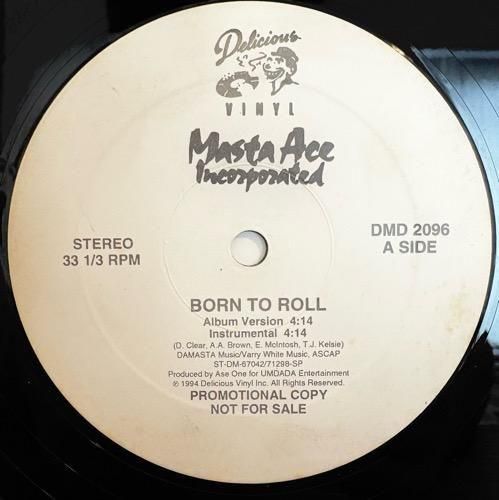 Delicious
VINYL
Masta Ace
Incorporated
STEREO
33 1/3 RPM
DMD 2096
A SIDE
BORN TO ROLL
Album Version 4:14
Instrumental 4:14
(D. Clear, A.A. Brown, E. McIntosh, T.J. Kelsie)
DAMASTA Music/Varry White Music, ASCAP
ST-DM-67042/71298-SP
Produced by Ase One for UMDADA Entertainment
℗ 1994 Delicious Vinyl Inc. All Rights Reserved.
PROMOTIONAL COPY
NOT FOR SALE